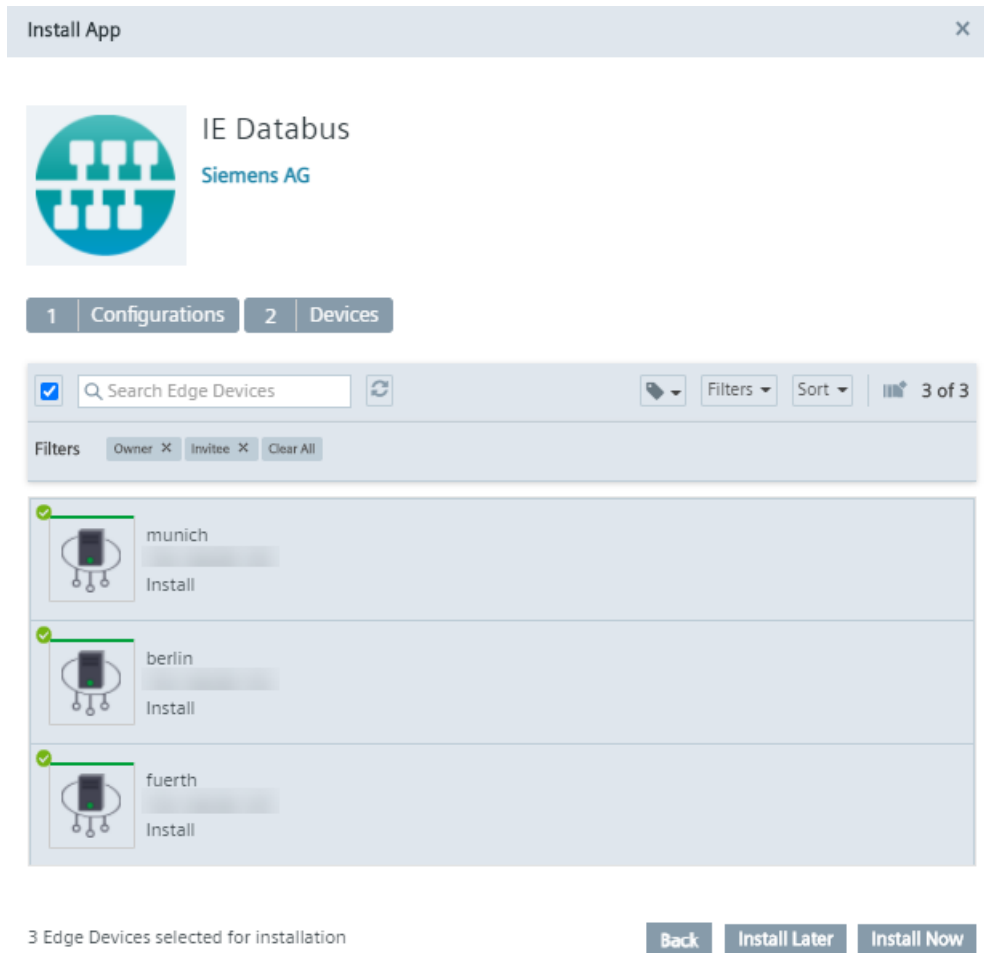 Install App ×
IE Databus
Siemens AG
1 Configurations 2 Devices
Search Edge Devices Filters Sort 3 of 3
Filters Owner × Invitee × Clear All
munich
Install
berlin
Install
fuerth
Install
3 Edge Devices selected for installation Back Install Later Install Now